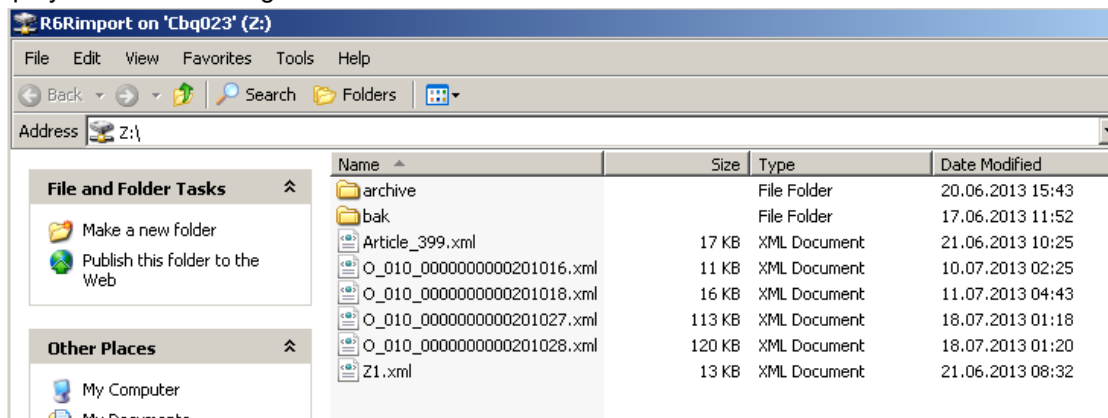 R6Rimport on 'Cbq023' (Z:)
File Edit View Favorites Tools Help
Back Search Folders
Address Z:\
File and Folder Tasks
Make a new folder
Publish this folder to the
Web
Other Places
My Computer
My Documents
Name Size Type Date Modified
archive File Folder 20.06.2013 15:43
bak File Folder 17.06.2013 11:52
Article_399.xml 17 KB XML Document 21.06.2013 10:25
O_010_0000000000201016.xml 11 KB XML Document 10.07.2013 02:25
O_010_0000000000201018.xml 16 KB XML Document 11.07.2013 04:43
O_010_0000000000201027.xml 113 KB XML Document 18.07.2013 01:18
O_010_0000000000201028.xml 120 KB XML Document 18.07.2013 01:20
Z1.xml 13 KB XML Document 21.06.2013 08:32